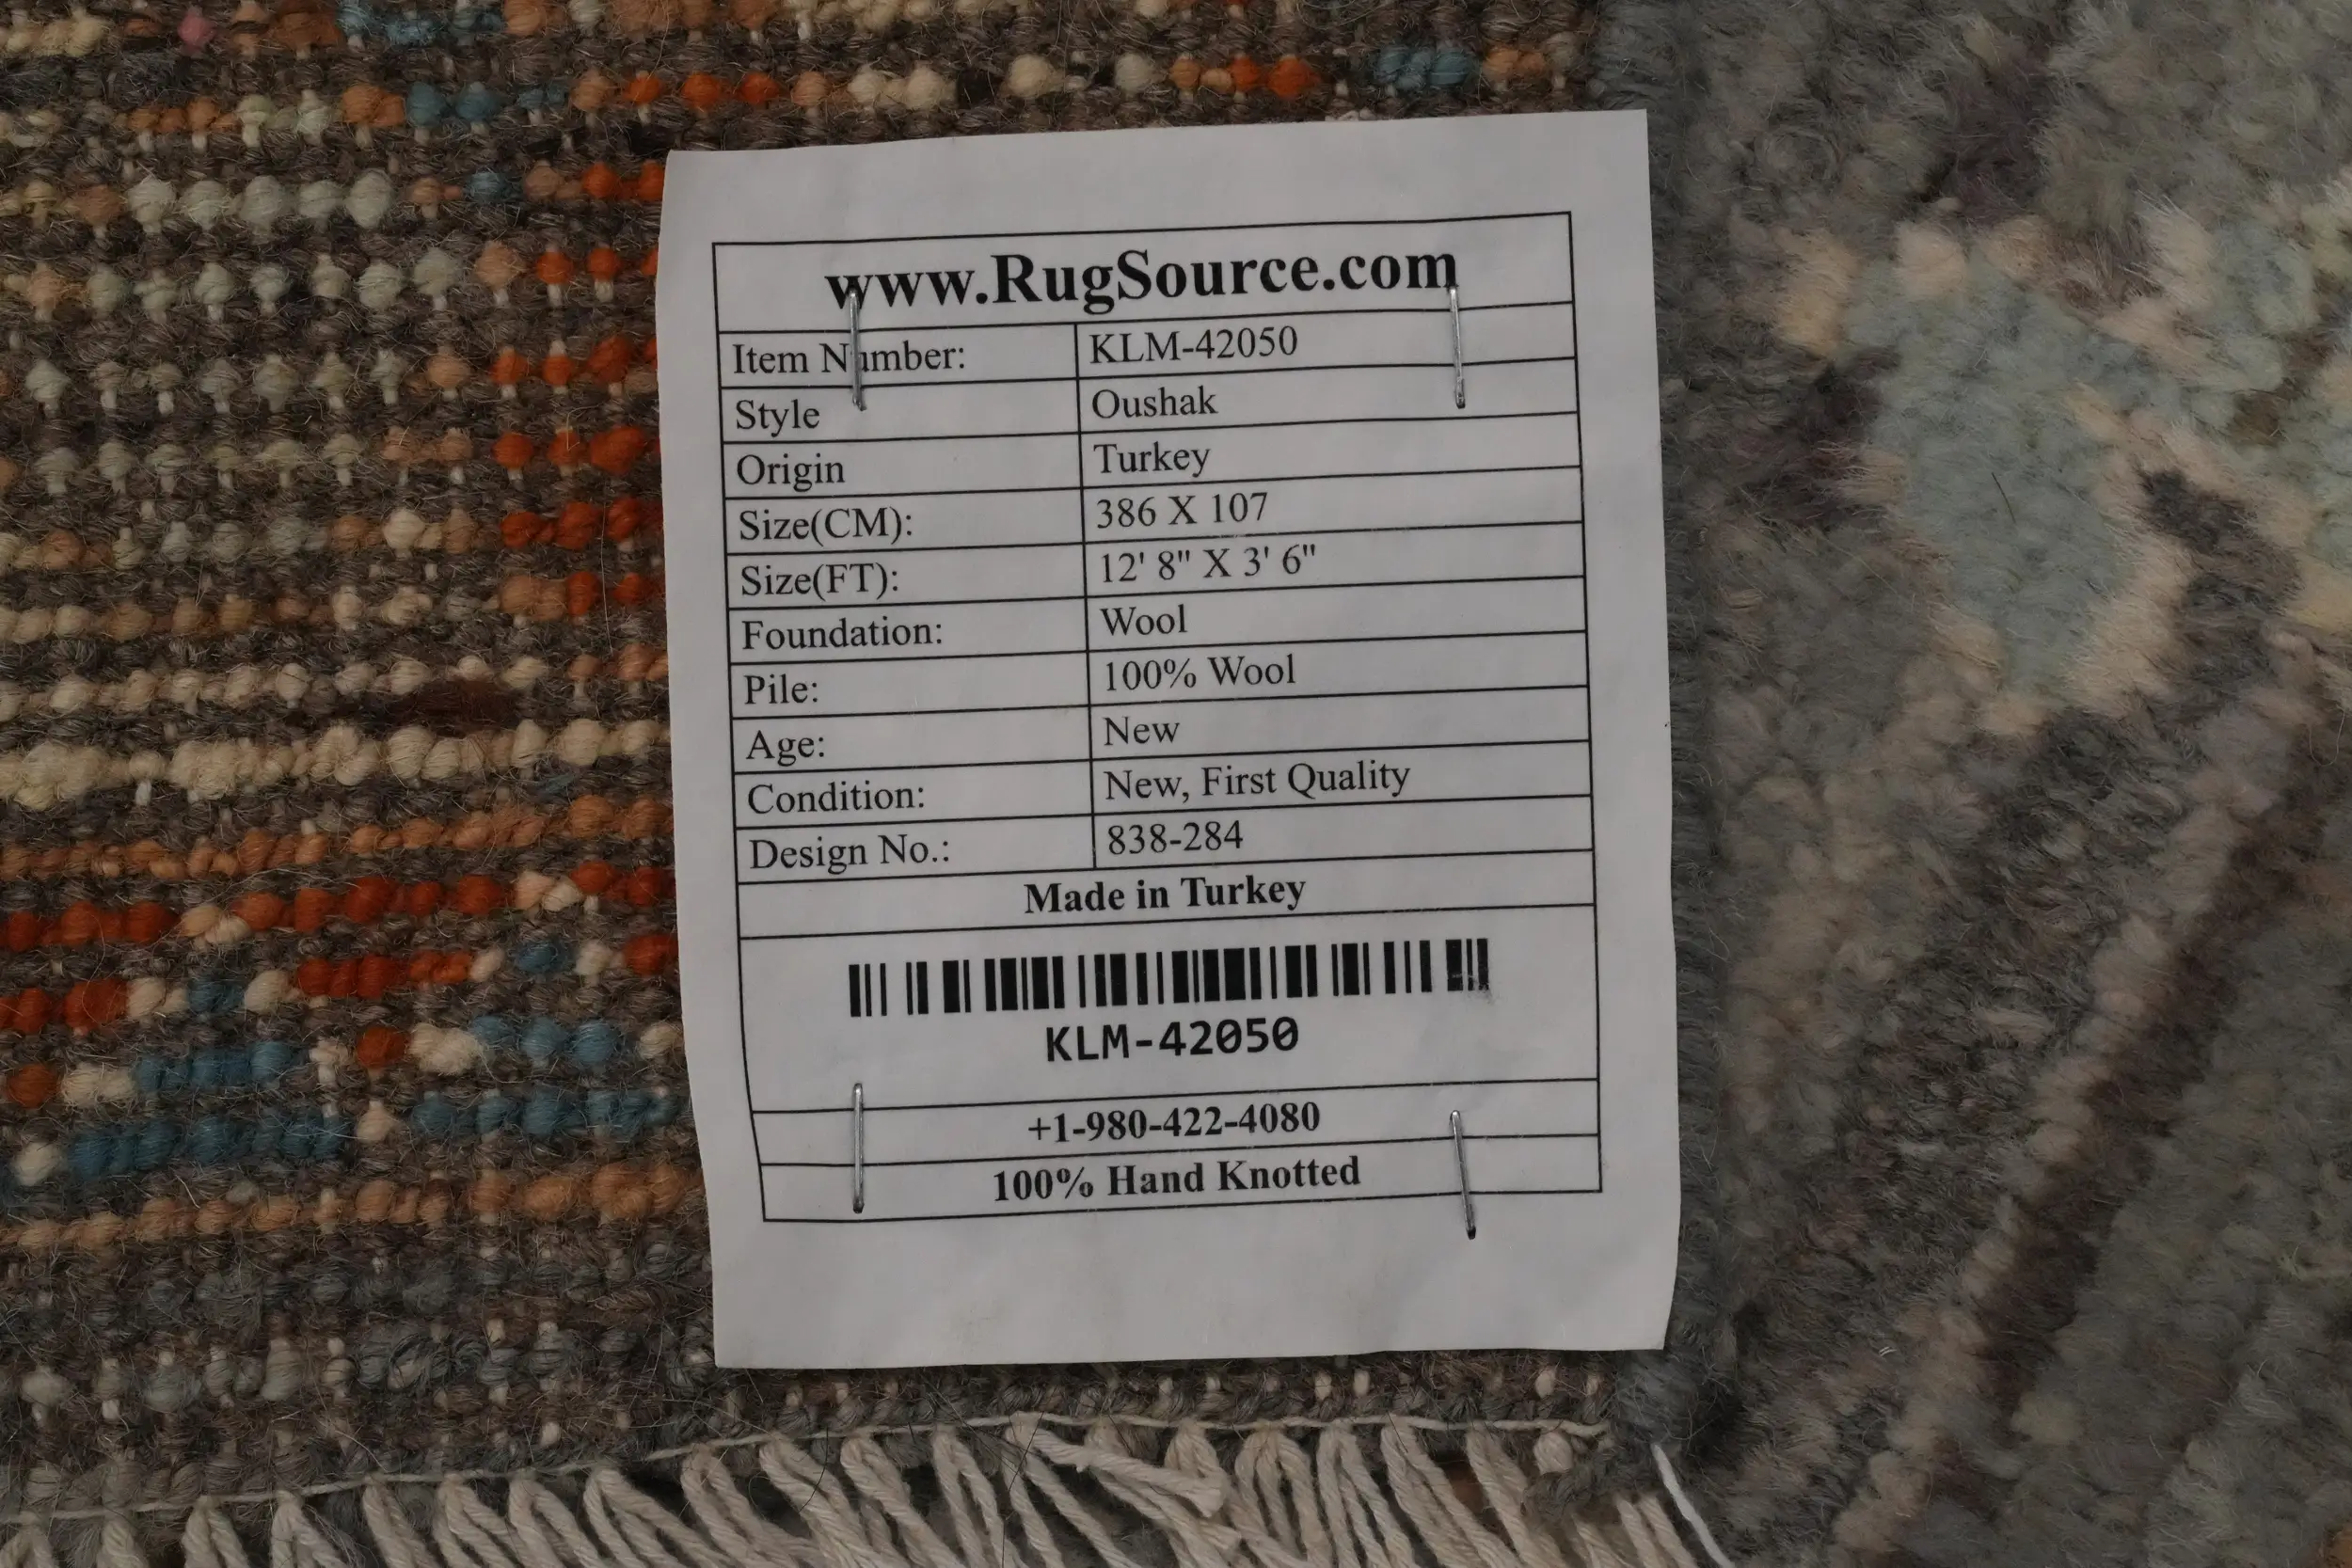 www.RugSource.com
Item Number: KLM-42050
Style Oushak
Origin Turkey
Size(CM): 386 X 107
Size(FT): 12' 8" X 3' 6"
Foundation: Wool
Pile: 100% Wool
Age: New
Condition: New, First Quality
Design No.: 838-284
Made in Turkey
KLM-42050
+1-980-422-4080
100% Hand Knotted